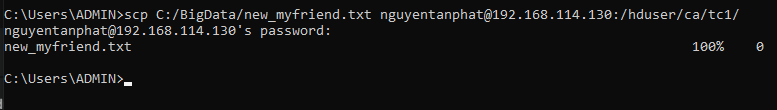 C:\Users\ADMIN>scp C:/BigData/new_myfriend.txt nguyentanphat@192.168.114.130:/hduser/ca/tc1/
nguyentanphat@192.168.114.130's password:
new_myfriend.txt 100% 0
C:\Users\ADMIN>